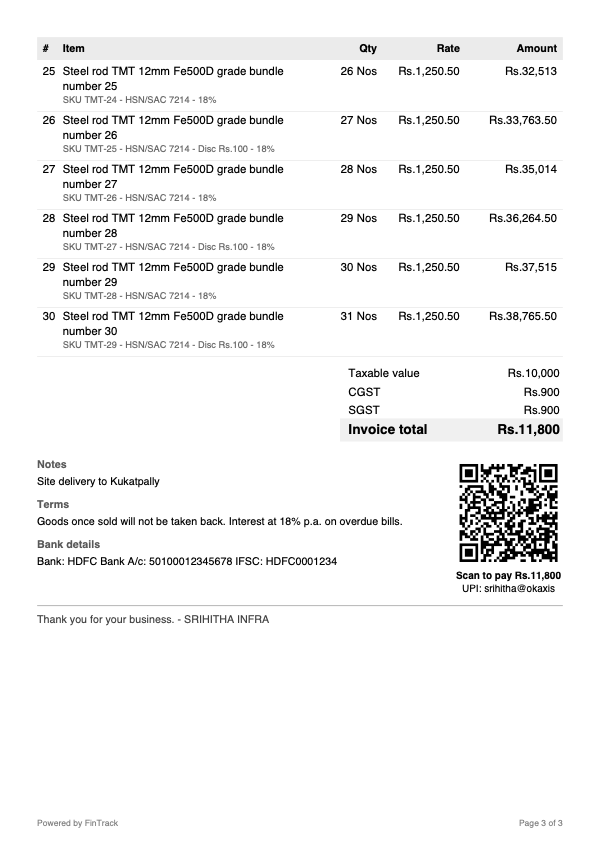 # Item Qty Rate Amount
25 Steel rod TMT 12mm Fe500D grade bundle 26 Nos Rs.1,250.50 Rs.32,513
number 25
SKU TMT-24 - HSN/SAC 7214 - 18%
26 Steel rod TMT 12mm Fe500D grade bundle 27 Nos Rs.1,250.50 Rs.33,763.50
number 26
SKU TMT-25 - HSN/SAC 7214 - Disc Rs.100 - 18%
27 Steel rod TMT 12mm Fe500D grade bundle 28 Nos Rs.1,250.50 Rs.35,014
number 27
SKU TMT-26 - HSN/SAC 7214 - 18%
28 Steel rod TMT 12mm Fe500D grade bundle 29 Nos Rs.1,250.50 Rs.36,264.50
number 28
SKU TMT-27 - HSN/SAC 7214 - Disc Rs.100 - 18%
29 Steel rod TMT 12mm Fe500D grade bundle 30 Nos Rs.1,250.50 Rs.37,515
number 29
SKU TMT-28 - HSN/SAC 7214 - 18%
30 Steel rod TMT 12mm Fe500D grade bundle 31 Nos Rs.1,250.50 Rs.38,765.50
number 30
SKU TMT-29 - HSN/SAC 7214 - Disc Rs.100 - 18%
Taxable value Rs.10,000
CGST Rs.900
SGST Rs.900
Invoice total Rs.11,800
Notes
Site delivery to Kukatpally
Terms
Goods once sold will not be taken back. Interest at 18% p.a. on overdue bills.
Bank details
Bank: HDFC Bank A/c: 50100012345678 IFSC: HDFC0001234
Scan to pay Rs.11,800
UPI: srihitha@okaxis
Thank you for your business. - SRIHITHA INFRA
Powered by FinTrack Page 3 of 3